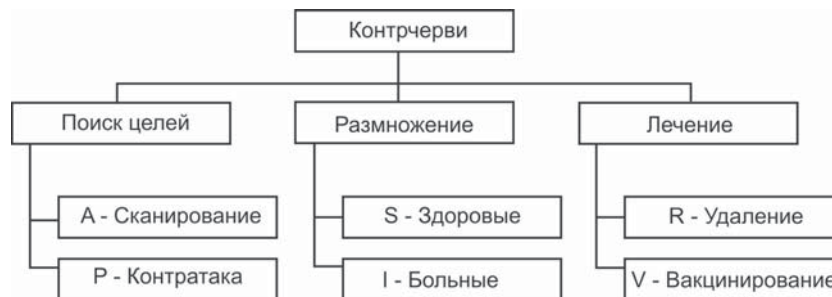 Контрчерви
Поиск целей
Размножение
Лечение
A - Сканирование
S - Здоровые
R - Удаление
P - Контратака
I - Больные
V - Вакцинирование